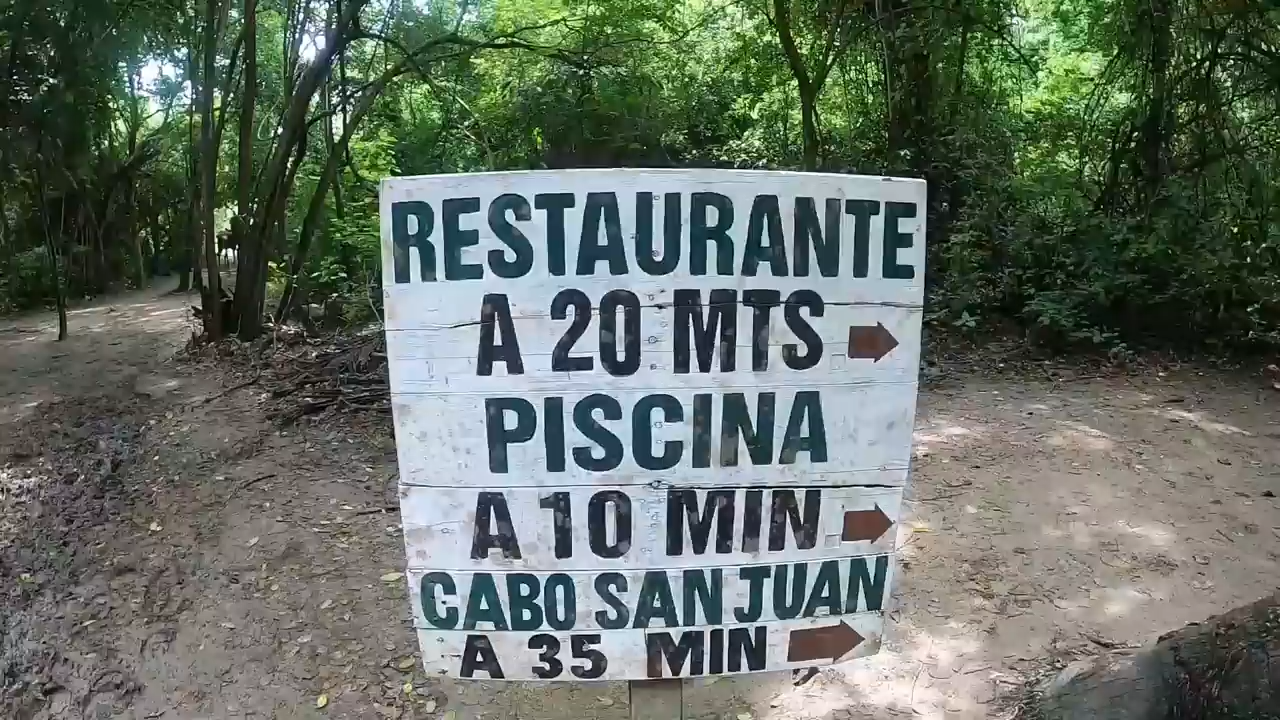 RESTAURANTE
A 20 MTS
PISCINA
A 10 MIN
CABO SAN JUAN
A 35 MIN